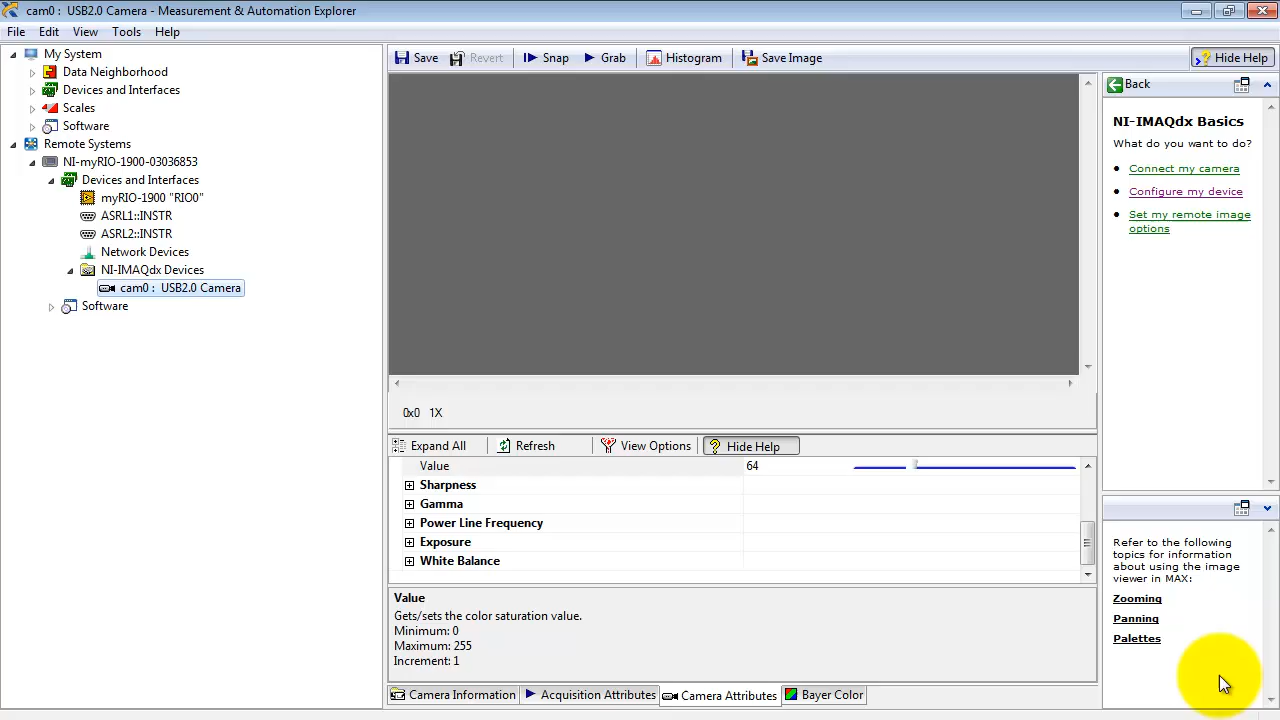 cam0 : USB2.0 Camera - Measurement & Automation Explorer
File Edit View Tools Help
My System
Data Neighborhood
Devices and Interfaces
Scales
Software
Remote Systems
NI-myRIO-1900-03036853
Devices and Interfaces
myRIO-1900 "RIO0"
ASRL1::INSTR
ASRL2::INSTR
Network Devices
NI-IMAQdx Devices
cam0 : USB2.0 Camera
Software
Save Revert Snap Grab Histogram Save Image Hide Help
0x0 1X
Expand All Refresh View Options Hide Help
Value 64
Sharpness
Gamma
Power Line Frequency
Exposure
White Balance
Value
Gets/sets the color saturation value.
Minimum: 0
Maximum: 255
Increment: 1
Camera Information Acquisition Attributes Camera Attributes Bayer Color
Back
NI-IMAQdx Basics
What do you want to do?
Connect my camera
Configure my device
Set my remote image
options
Refer to the following
topics for information
about using the image
viewer in MAX:
Zooming
Panning
Palettes